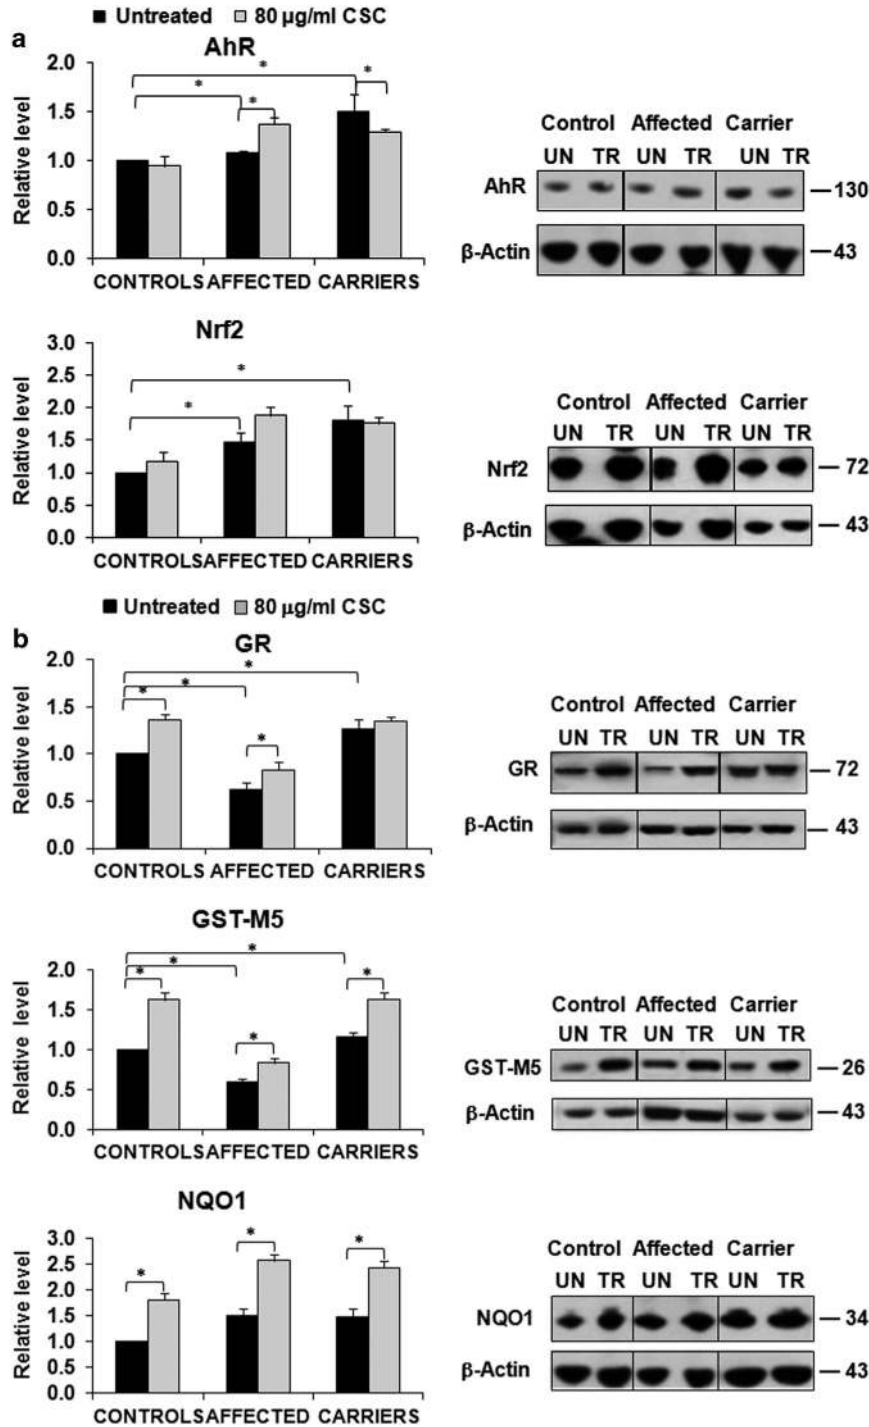 ■ Untreated ■ 80 µg/ml CSC
a
AhR
Relative level
2.0
1.5
1.0
0.5
0.0
* * * *
CONTROLS AFFECTED CARRIERS
Control Affected Carrier
UN TR UN TR UN TR
AhR —130
β-Actin —43
Nrf2
Relative level
3.0
2.5
2.0
1.5
1.0
0.5
0.0
* *
CONTROLS AFFECTED CARRIERS
Control Affected Carrier
UN TR UN TR UN TR
Nrf2 —72
β-Actin —43
■ Untreated ■ 80 µg/ml CSC
b
GR
Relative level
2.0
1.5
1.0
0.5
0.0
* * * *
CONTROLS AFFECTED CARRIERS
Control Affected Carrier
UN TR UN TR UN TR
GR —72
β-Actin —43
GST-M5
Relative level
2.0
1.5
1.0
0.5
0.0
* * * * *
CONTROLS AFFECTED CARRIERS
Control Affected Carrier
UN TR UN TR UN TR
GST-M5 —26
β-Actin —43
NQO1
Relative level
3.0
2.5
2.0
1.5
1.0
0.5
0.0
* * *
CONTROLS AFFECTED CARRIERS
Control Affected Carrier
UN TR UN TR UN TR
NQO1 —34
β-Actin —43